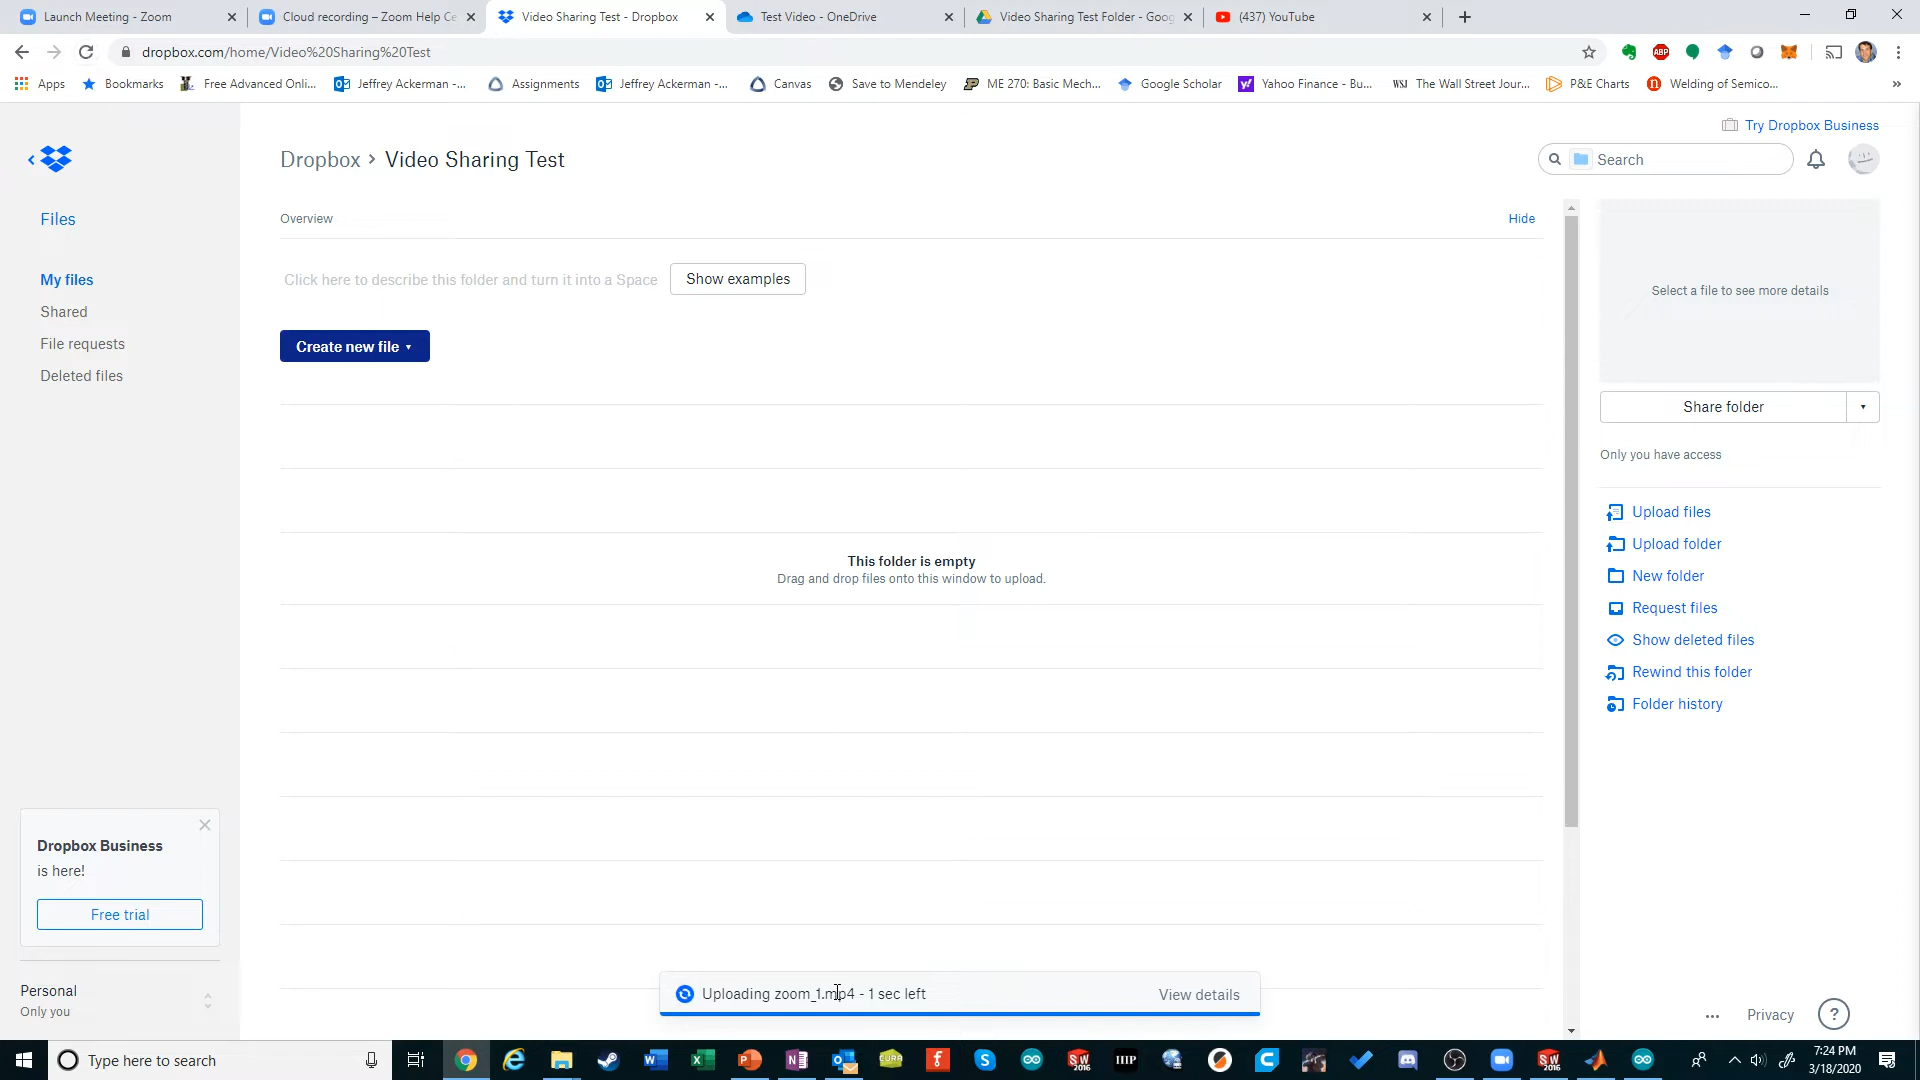 Launch Meeting - Zoom
Cloud recording – Zoom Help Ce
Video Sharing Test - Dropbox
Test Video - OneDrive
Video Sharing Test Folder - Goog
(437) YouTube
dropbox.com/home/Video%20Sharing%20Test
ABP
Apps
Bookmarks
Free Advanced Onli...
Jeffrey Ackerman -...
Assignments
Jeffrey Ackerman -...
Canvas
Save to Mendeley
ME 270: Basic Mech...
Google Scholar
Yahoo Finance - Bu...
WSJ The Wall Street Jour...
P&E Charts
Welding of Semico...
Try Dropbox Business
Dropbox › Video Sharing Test
Search
Files
Overview
Hide
My files
Shared
File requests
Deleted files
Click here to describe this folder and turn it into a Space
Show examples
Create new file
This folder is empty
Drag and drop files onto this window to upload.
Select a file to see more details
Share folder
Only you have access
Upload files
Upload folder
New folder
Request files
Show deleted files
Rewind this folder
Folder history
Dropbox Business
is here!
Free trial
Personal
Only you
Uploading zoom_1.mp4 - 1 sec left
View details
Privacy
?
Type here to search
CURA
SW
2016
SW
2016
7:24 PM
3/18/2020